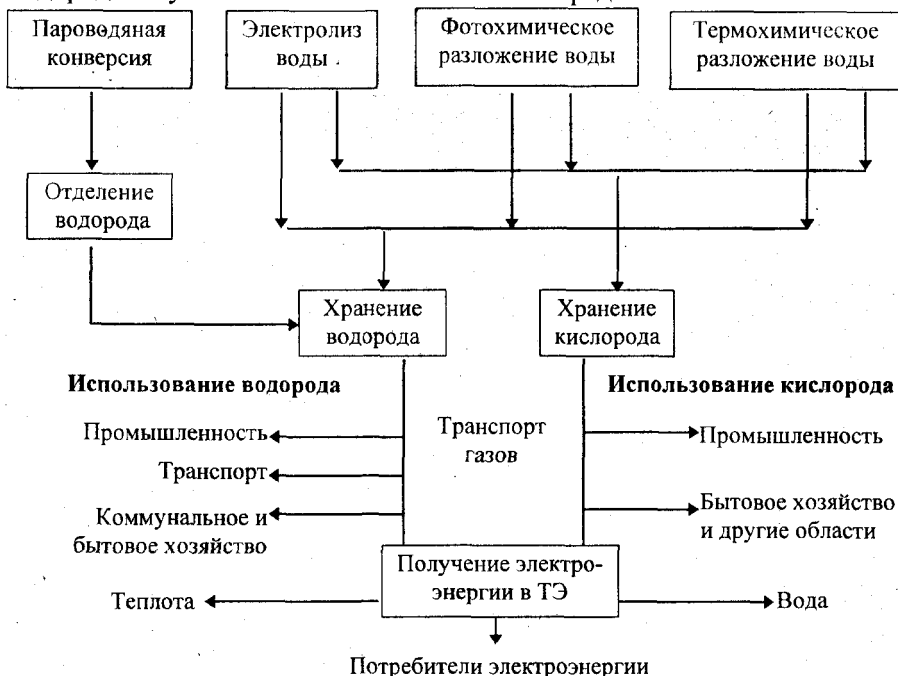 Пароводяная
конверсия
Электролиз
воды
Фотохимическое
разложение воды
Термохимическое
разложение воды
Отделение
водорода
Хранение
водорода
Хранение
кислорода
Использование водорода
Использование кислорода
Промышленность
Транспорт
Коммунальное и
бытовое хозяйство
Транспорт
газов
Промышленность
Бытовое хозяйство
и другие области
Получение электро-
энергии в ТЭ
Теплота
Вода
Потребители электроэнергии